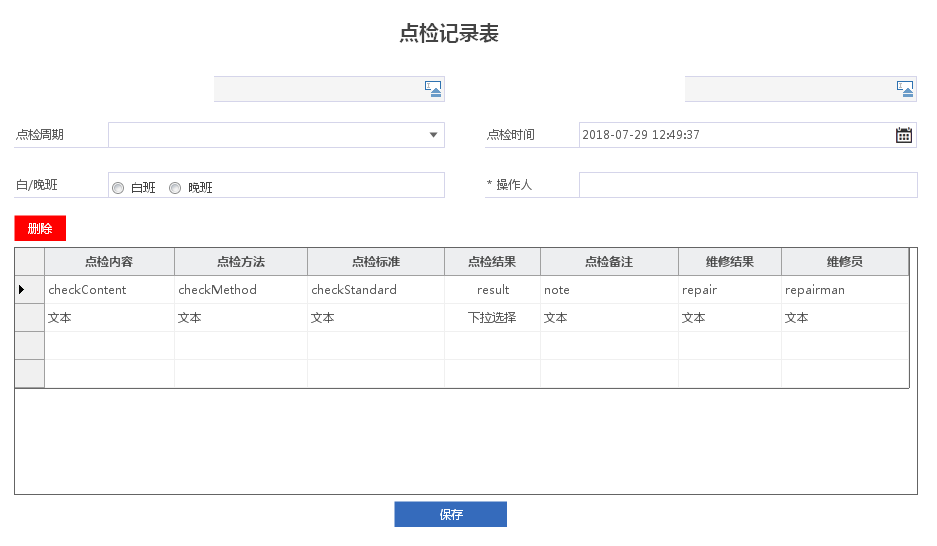 点检记录表
点检周期 点检时间 2018-07-29 12:49:37
白/晚班 白班 晚班 * 操作人
删除
点检内容 点检方法 点检标准 点检结果 点检备注 维修结果 维修员
checkContent checkMethod checkStandard result note repair repairman
文本 文本 文本 下拉选择 文本 文本 文本
保存